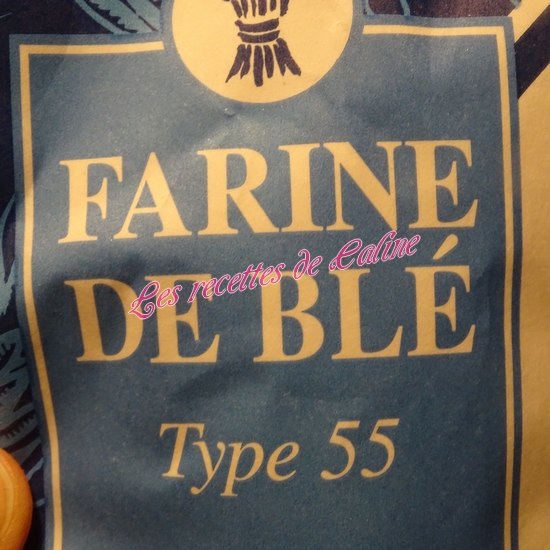 FARINE
Les recettes de Caline
DE BLÉ
Type 55